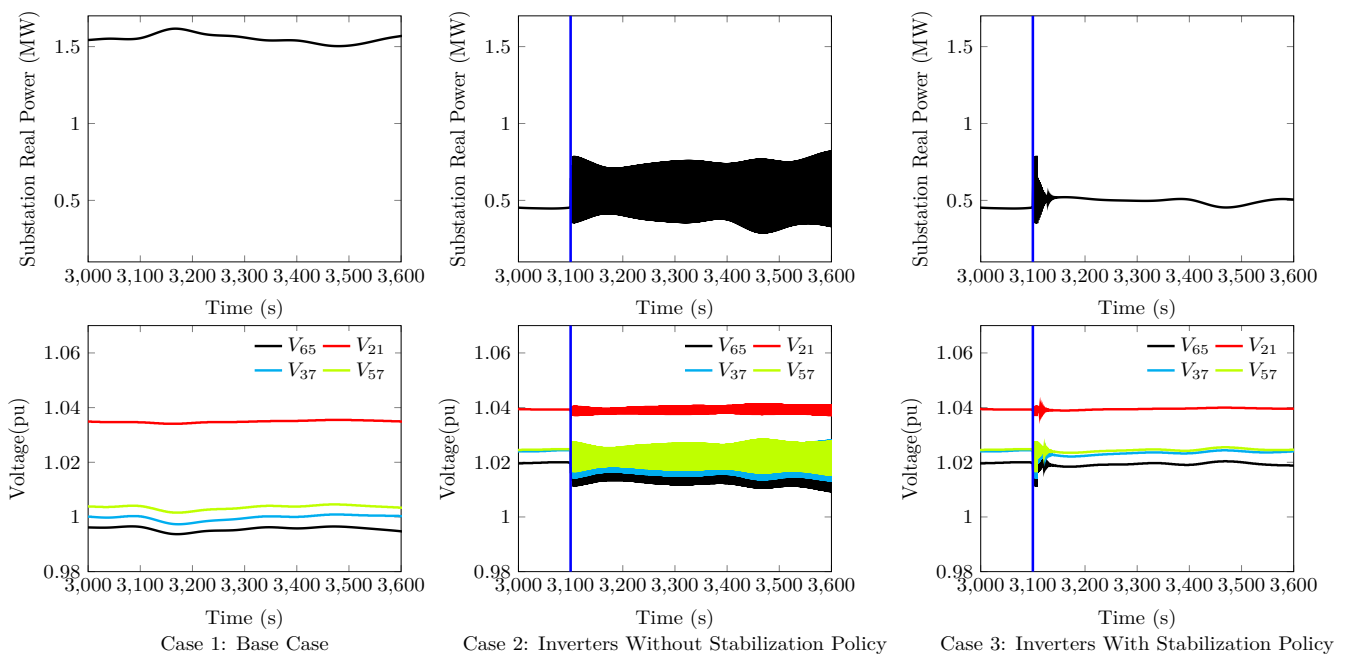 Substation Real Power (MW)
1.5
1
0.5
3,000 3,100 3,200 3,300 3,400 3,500 3,600
Time (s)
Substation Real Power (MW)
1.5
1
0.5
3,000 3,100 3,200 3,300 3,400 3,500 3,600
Time (s)
Substation Real Power (MW)
1.5
1
0.5
3,000 3,100 3,200 3,300 3,400 3,500 3,600
Time (s)
Voltage(pu)
1.06
1.04
1.02
1
0.98
V65 V21
V37 V57
3,000 3,100 3,200 3,300 3,400 3,500 3,600
Time (s)
Case 1: Base Case
Voltage(pu)
1.06
1.04
1.02
1
0.98
V65 V21
V37 V57
3,000 3,100 3,200 3,300 3,400 3,500 3,600
Time (s)
Case 2: Inverters Without Stabilization Policy
Voltage(pu)
1.06
1.04
1.02
1
0.98
V65 V21
V37 V57
3,000 3,100 3,200 3,300 3,400 3,500 3,600
Time (s)
Case 3: Inverters With Stabilization Policy